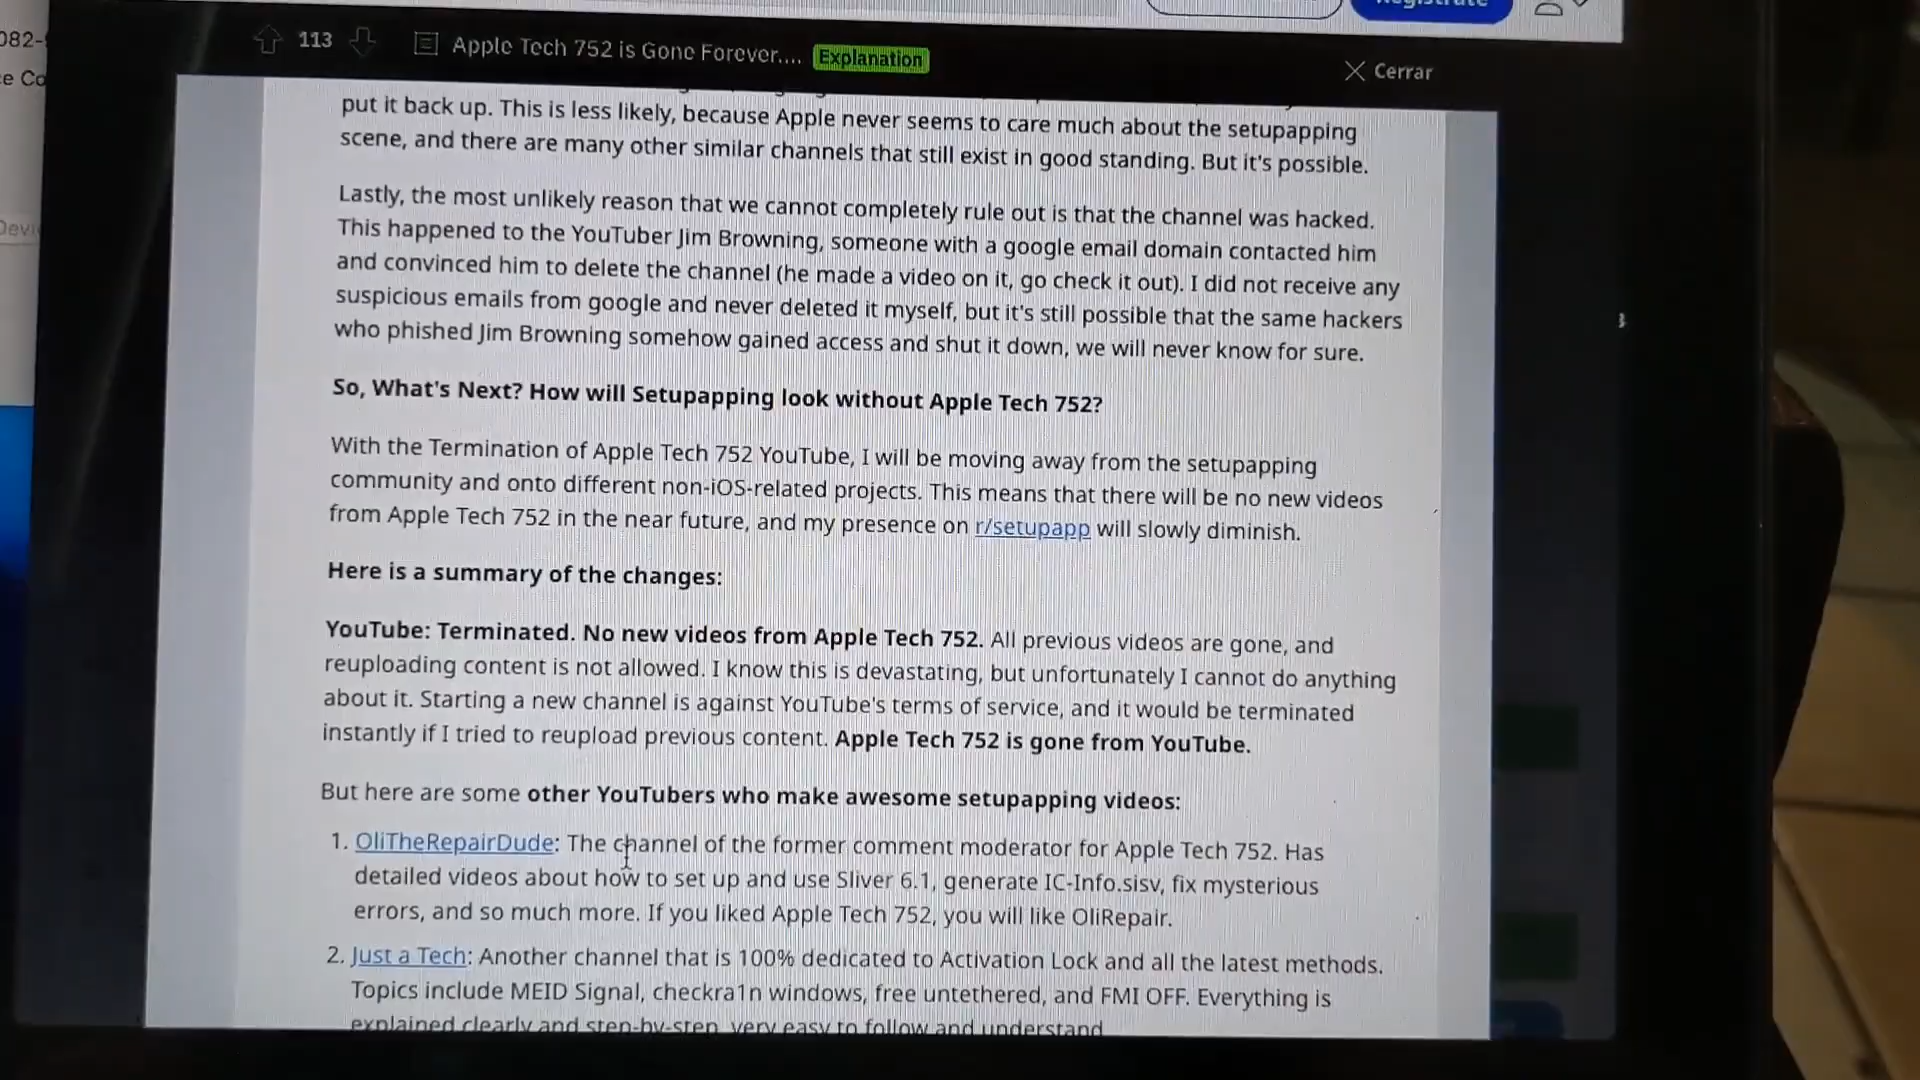 082-
e Co
Devi
113
Apple Tech 752 is Gone Forever....
Explanation
Cerrar
put it back up. This is less likely, because Apple never seems to care much about the setupapping
scene, and there are many other similar channels that still exist in good standing. But it's possible.
Lastly, the most unlikely reason that we cannot completely rule out is that the channel was hacked.
This happened to the YouTuber Jim Browning, someone with a google email domain contacted him
and convinced him to delete the channel (he made a video on it, go check it out). I did not receive any
suspicious emails from google and never deleted it myself, but it's still possible that the same hackers
who phished Jim Browning somehow gained access and shut it down, we will never know for sure.
So, What's Next? How will Setupapping look without Apple Tech 752?
With the Termination of Apple Tech 752 YouTube, I will be moving away from the setupapping
community and onto different non-iOS-related projects. This means that there will be no new videos
from Apple Tech 752 in the near future, and my presence on r/setupapp will slowly diminish.
Here is a summary of the changes:
YouTube: Terminated. No new videos from Apple Tech 752. All previous videos are gone, and
reuploading content is not allowed. I know this is devastating, but unfortunately I cannot do anything
about it. Starting a new channel is against YouTube's terms of service, and it would be terminated
instantly if I tried to reupload previous content. Apple Tech 752 is gone from YouTube.
But here are some other YouTubers who make awesome setupapping videos:
1. OliTheRepairDude: The channel of the former comment moderator for Apple Tech 752. Has
detailed videos about how to set up and use Sliver 6.1, generate IC-Info.sisv, fix mysterious
errors, and so much more. If you liked Apple Tech 752, you will like OliRepair.
2. Just a Tech: Another channel that is 100% dedicated to Activation Lock and all the latest methods.
Topics include MEID Signal, checkra1n windows, free untethered, and FMI OFF. Everything is
explained clearly and step-by-step, very easy to follow and understand